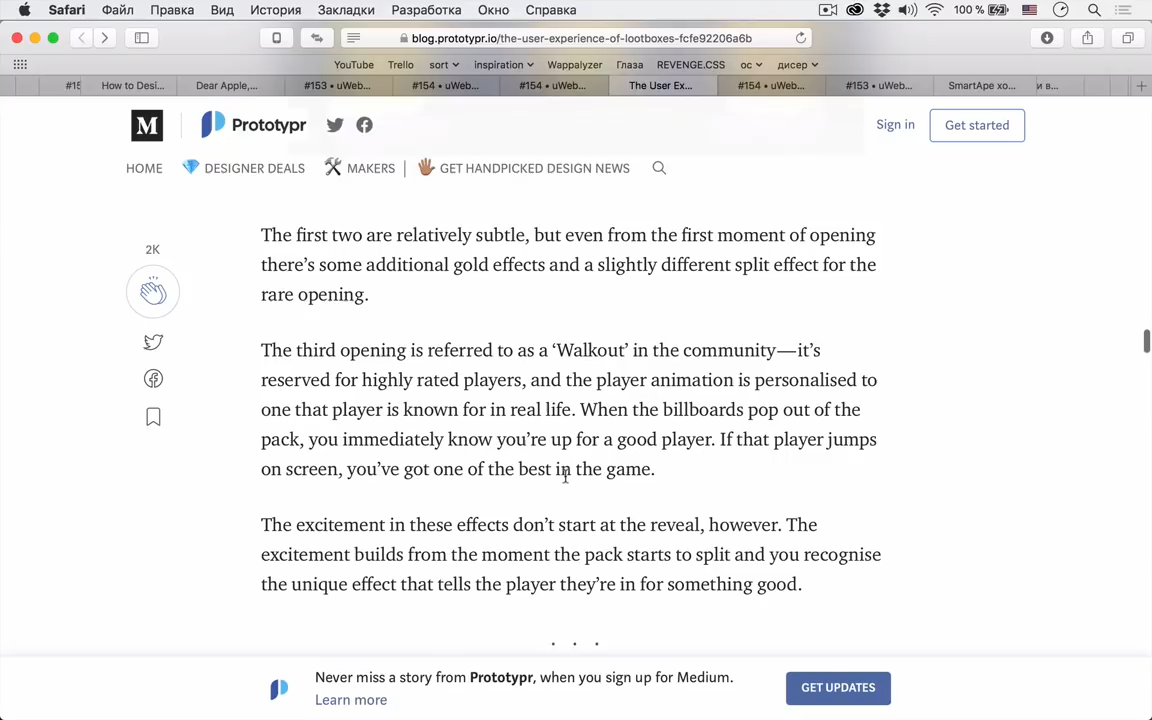 Safari Файл Правка Вид История Закладки Разработка Окно Справка 100 %
blog.prototypr.io/the-user-experience-of-lootboxes-fcfe92206a6b
YouTube Trello sort inspiration Wappalyzer Глаза REVENGE.CSS ос дисер
#15 How to Desi... Dear Apple,... #153 • uWeb... #154 • uWeb... #154 • uWeb... The User Ex... #154 • uWeb... #153 • uWeb... SmartApe хо... и в...
M Prototypr Sign in Get started
HOME DESIGNER DEALS MAKERS GET HANDPICKED DESIGN NEWS
The first two are relatively subtle, but even from the first moment of opening
there's some additional gold effects and a slightly different split effect for the
rare opening.
2K
The third opening is referred to as a ‘Walkout’ in the community—it's
reserved for highly rated players, and the player animation is personalised to
one that player is known for in real life. When the billboards pop out of the
pack, you immediately know you're up for a good player. If that player jumps
on screen, you've got one of the best in the game.
The excitement in these effects don't start at the reveal, however. The
excitement builds from the moment the pack starts to split and you recognise
the unique effect that tells the player they're in for something good.
. . .
Never miss a story from Prototypr, when you sign up for Medium.
Learn more
GET UPDATES